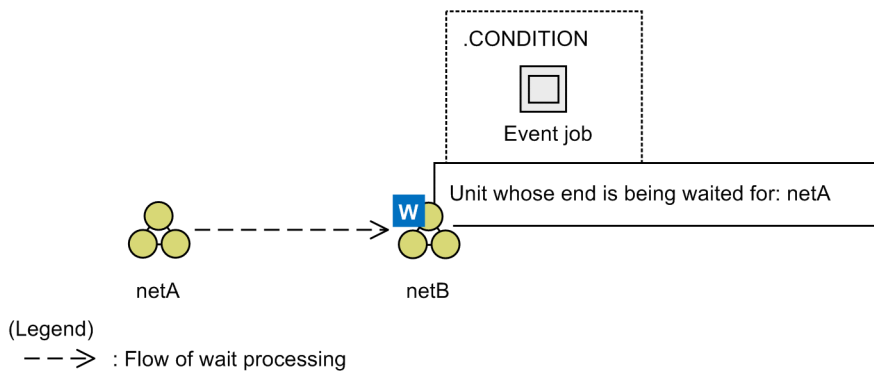 .CONDITION
Event job
Unit whose end is being waited for: netA
W
netA
netB
(Legend)
: Flow of wait processing